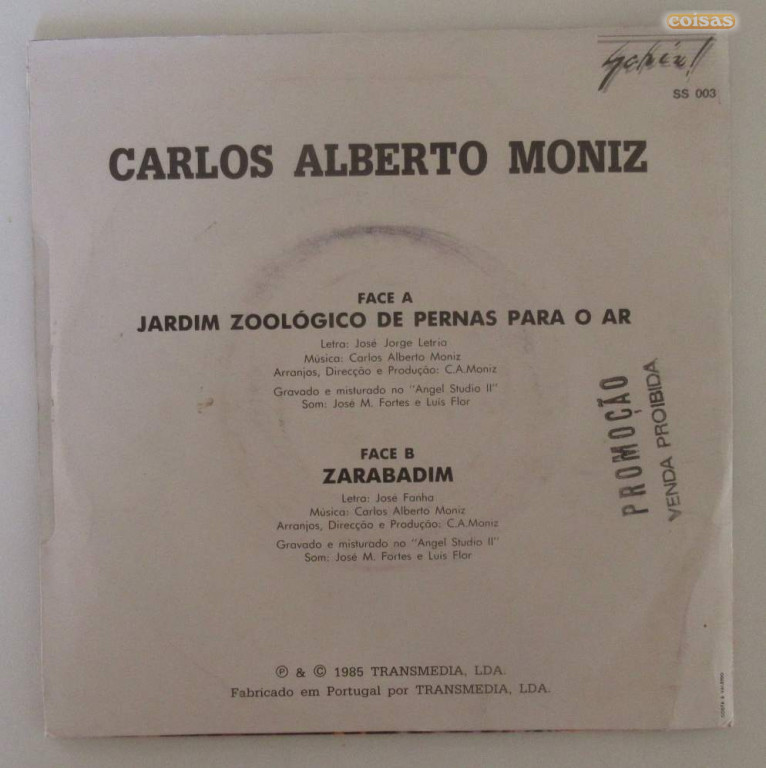 coisas
SS 003
CARLOS ALBERTO MONIZ
FACE A
JARDIM ZOOLÓGICO DE PERNAS PARA O AR
Letra: José Jorge Letria
Música: Carlos Alberto Moniz
Arranjos, Direcção e Produção: C.A.Moniz
Gravado e misturado no "Angel Studio II"
Som: José M. Fortes e Luís Flor
PROMOÇÃO
VENDA PROIBIDA
FACE B
ZARABADIM
Letra: José Fanha
Música: Carlos Alberto Moniz
Arranjos, Direcção e Produção: C.A.Moniz
Gravado e misturado no "Angel Studio II"
Som: José M. Fortes e Luís Flor
℗ & © 1985 TRANSMEDIA, LDA.
Fabricado em Portugal por TRANSMEDIA, LDA.